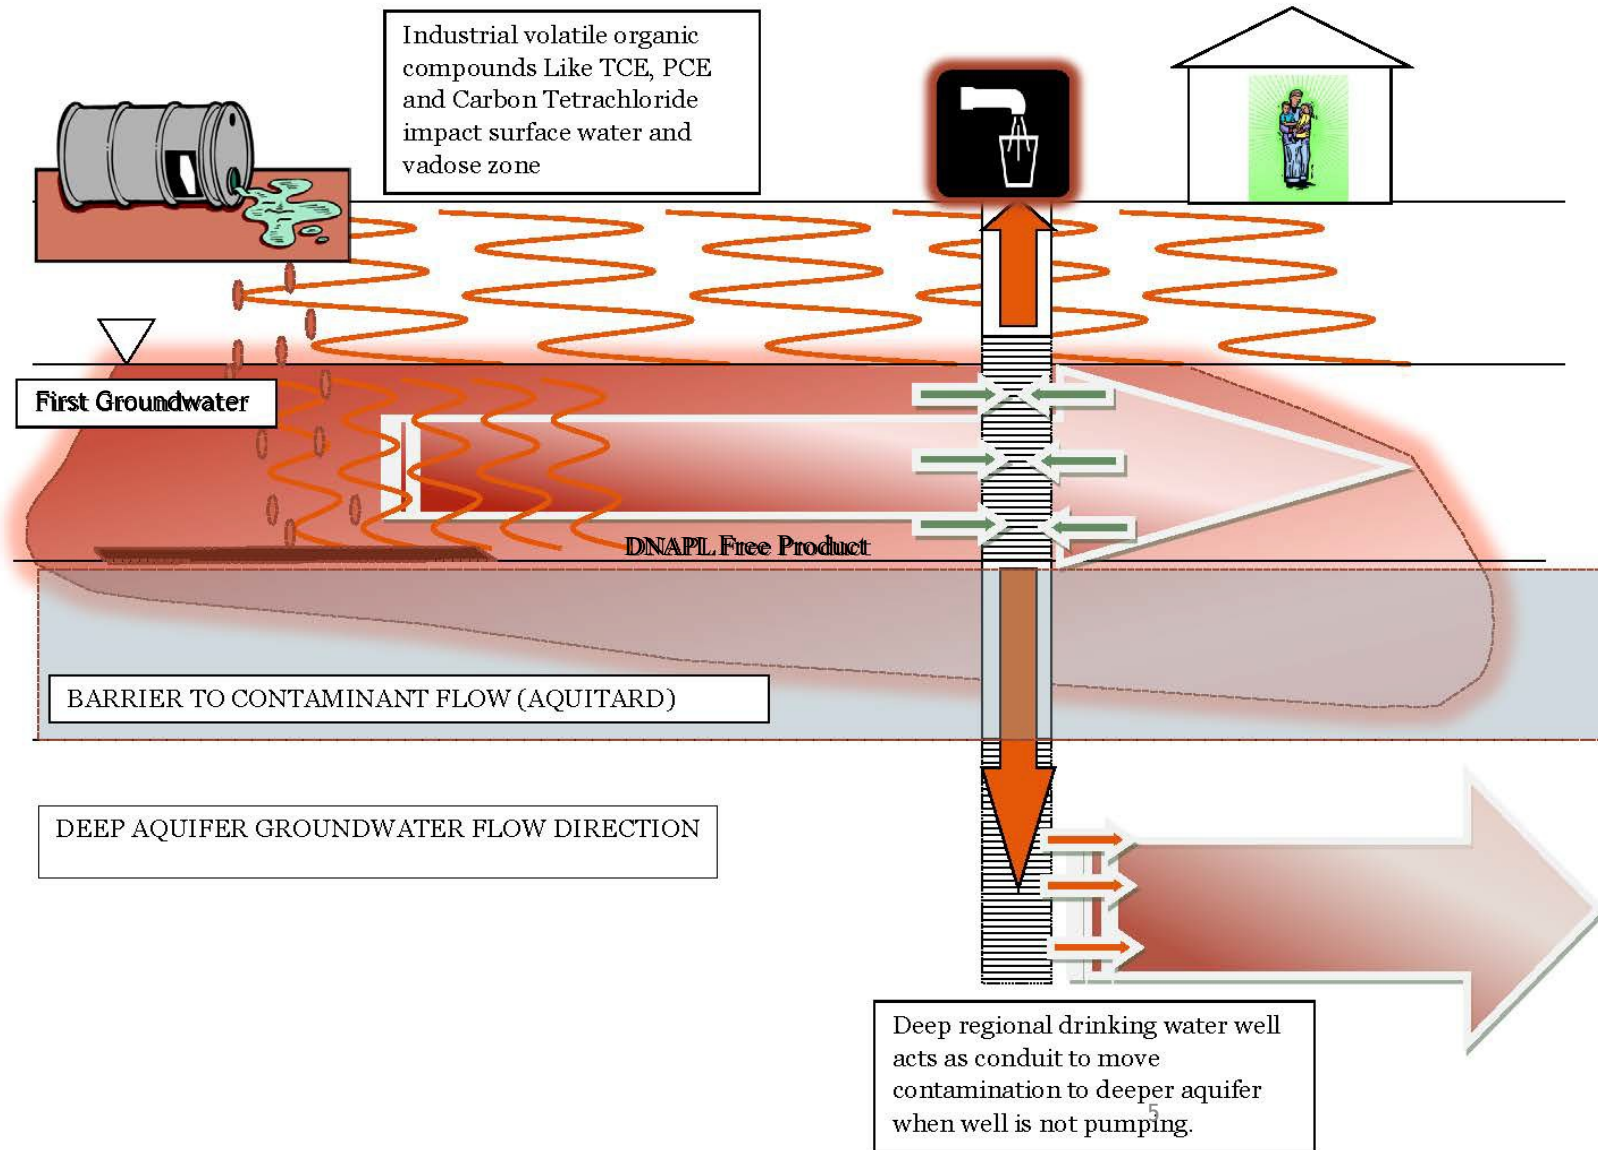 Industrial volatile organic
compounds Like TCE, PCE
and Carbon Tetrachloride
impact surface water and
vadose zone
First Groundwater
DNAPL Free Product
BARRIER TO CONTAMINANT FLOW (AQUITARD)
DEEP AQUIFER GROUNDWATER FLOW DIRECTION
Deep regional drinking water well
acts as conduit to move
contamination to deeper aquifer
when well is not pumping.
5